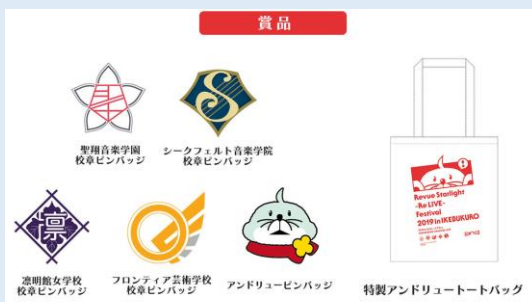 賞品
聖翔音楽学園
校章ピンバッジ
シークフェルト音楽学院
校章ピンバッジ
凛
凛明館女学校
校章ピンバッジ
フロンティア芸術学校
校章ピンバッジ
アンドリューピンバッジ
Revue Starlight
-Re LIVE-
Festival
2019 in IKEBUKURO
特製アンドリュートートバッグ